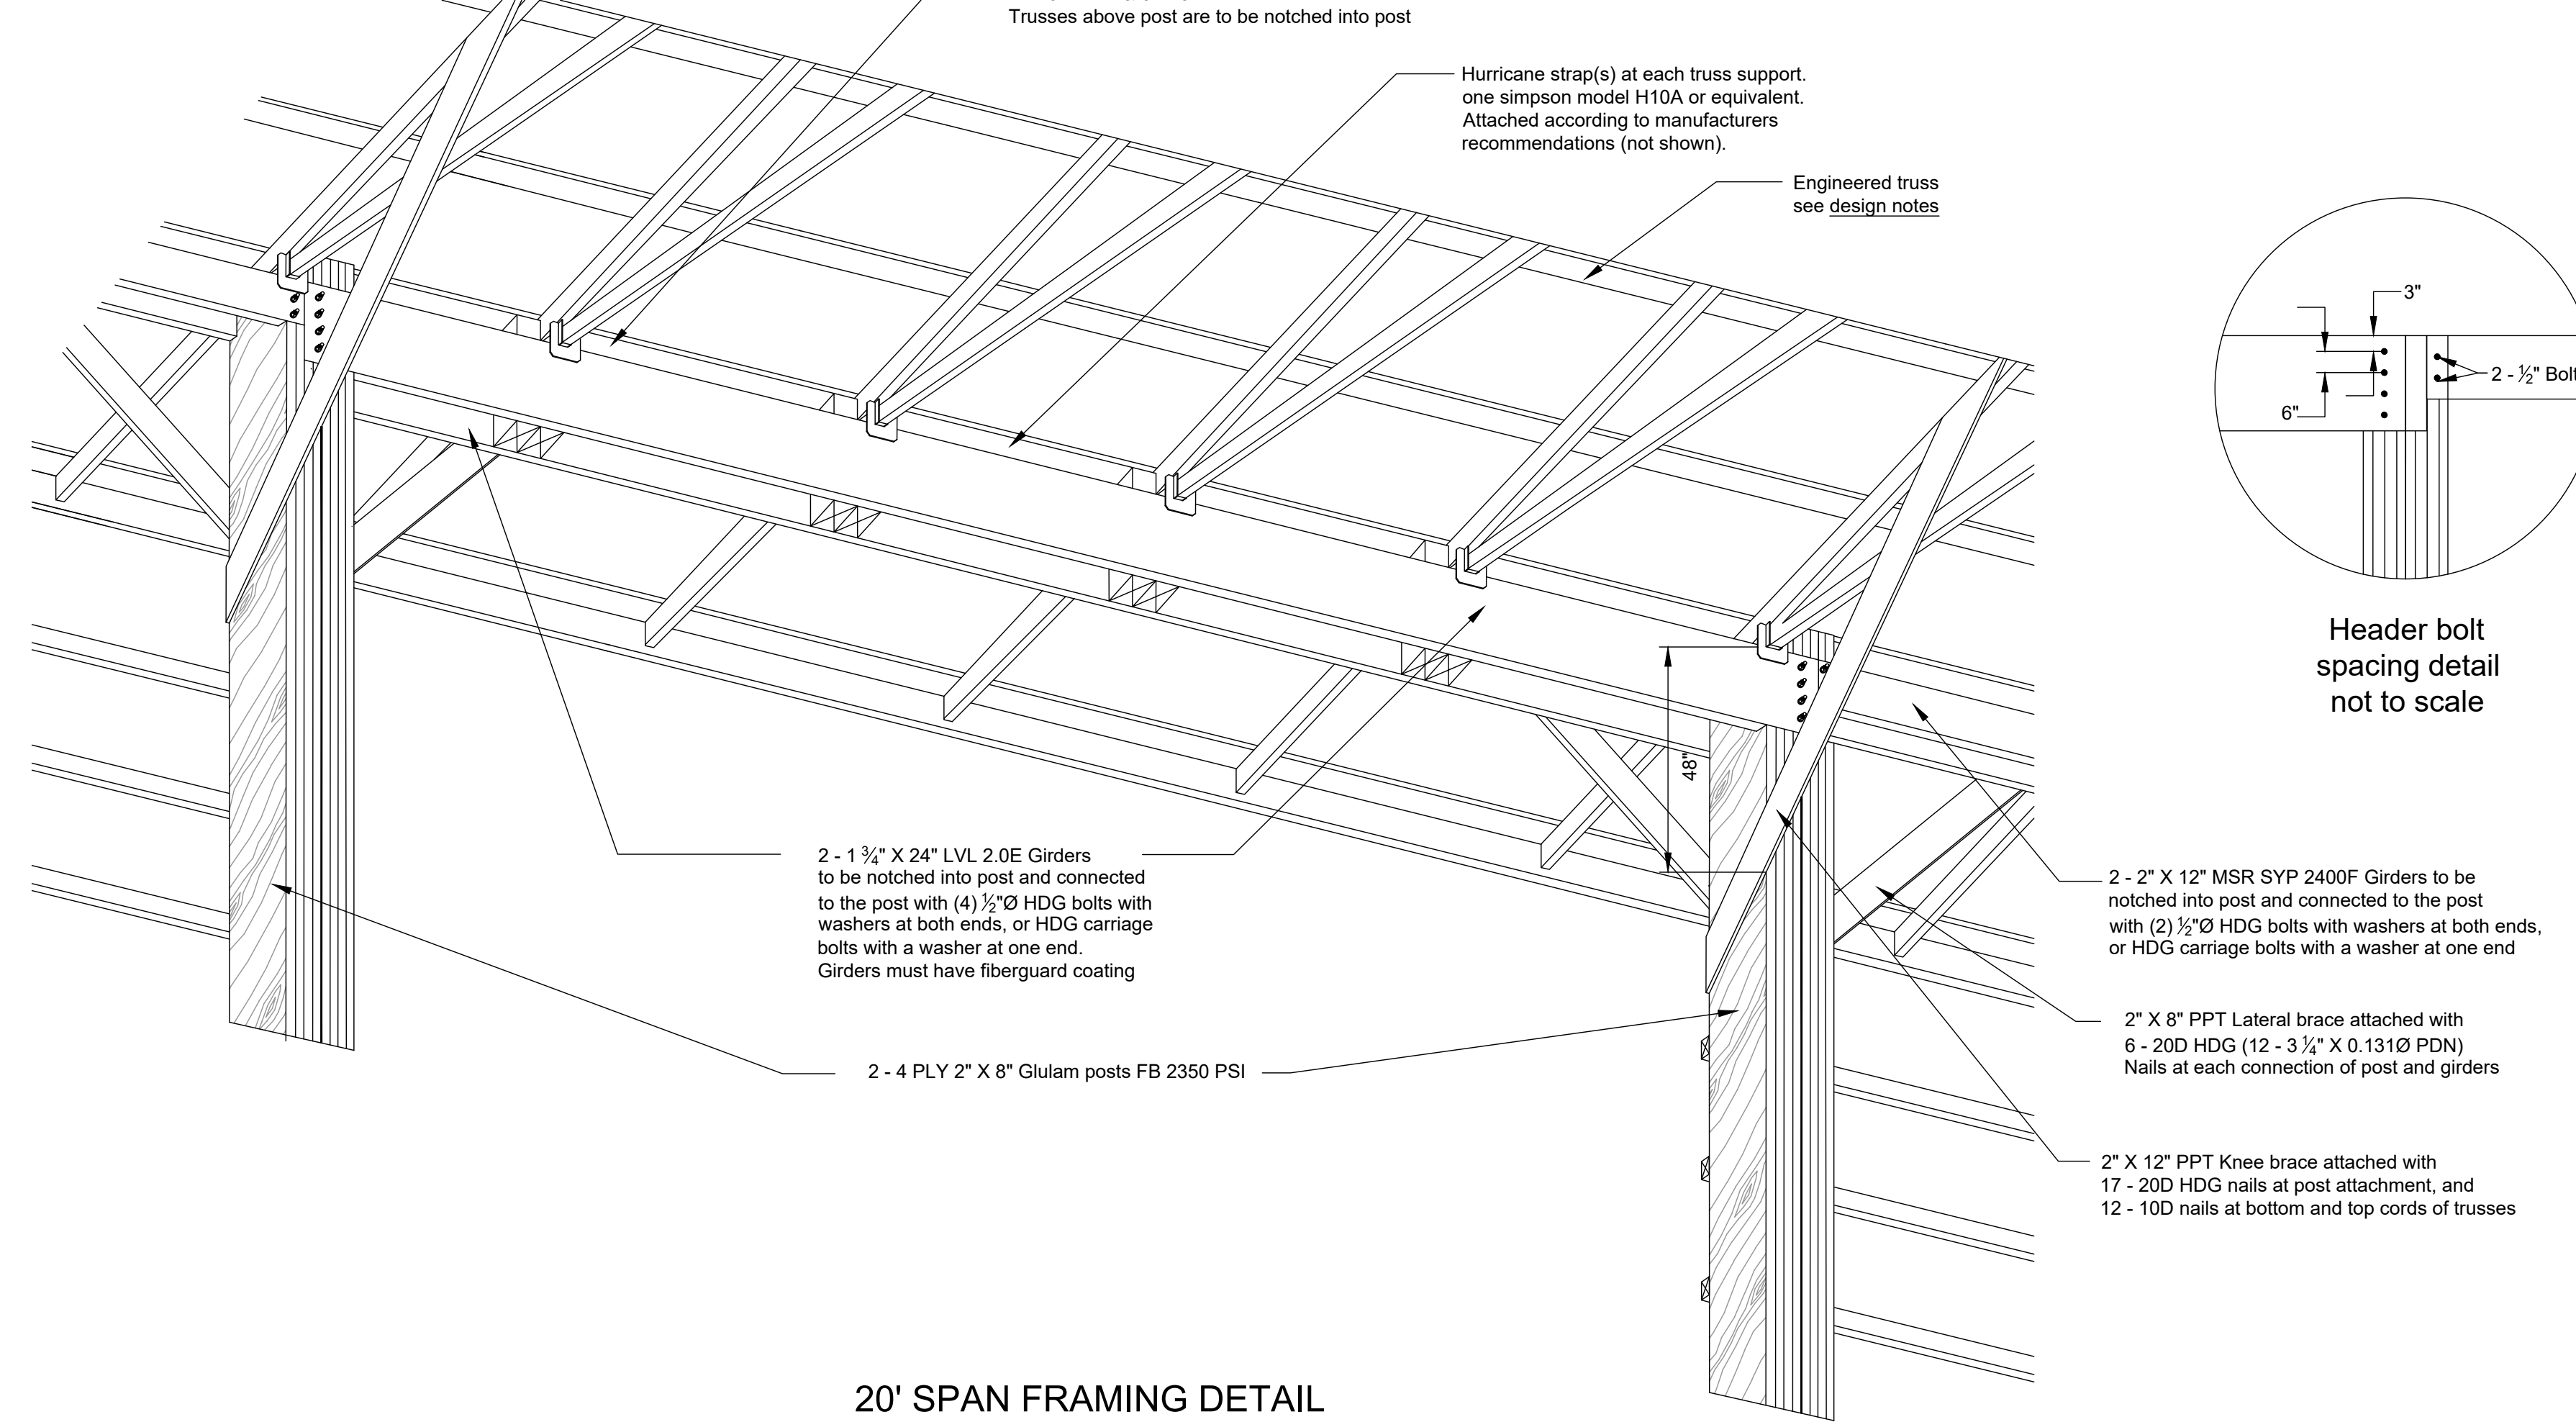 Trusses above post are to be notched into post
Hurricane strap(s) at each truss support.
one simpson model H10A or equivalent.
Attached according to manufacturers
recommendations (not shown).
Engineered truss
see design notes
3"
2 - ½" Bolt
6"
Header bolt
spacing detail
not to scale
48"
2 - 1 ¾" X 24" LVL 2.0E Girders
to be notched into post and connected
to the post with (4) ½"Ø HDG bolts with
washers at both ends, or HDG carriage
bolts with a washer at one end.
Girders must have fiberguard coating
2 - 2" X 12" MSR SYP 2400F Girders to be
notched into post and connected to the post
with (2) ½"Ø HDG bolts with washers at both ends,
or HDG carriage bolts with a washer at one end
2" X 8" PPT Lateral brace attached with
6 - 20D HDG (12 - 3 ¼" X 0.131Ø PDN)
Nails at each connection of post and girders
2 - 4 PLY 2" X 8" Glulam posts FB 2350 PSI
2" X 12" PPT Knee brace attached with
17 - 20D HDG nails at post attachment, and
12 - 10D nails at bottom and top cords of trusses
20' SPAN FRAMING DETAIL